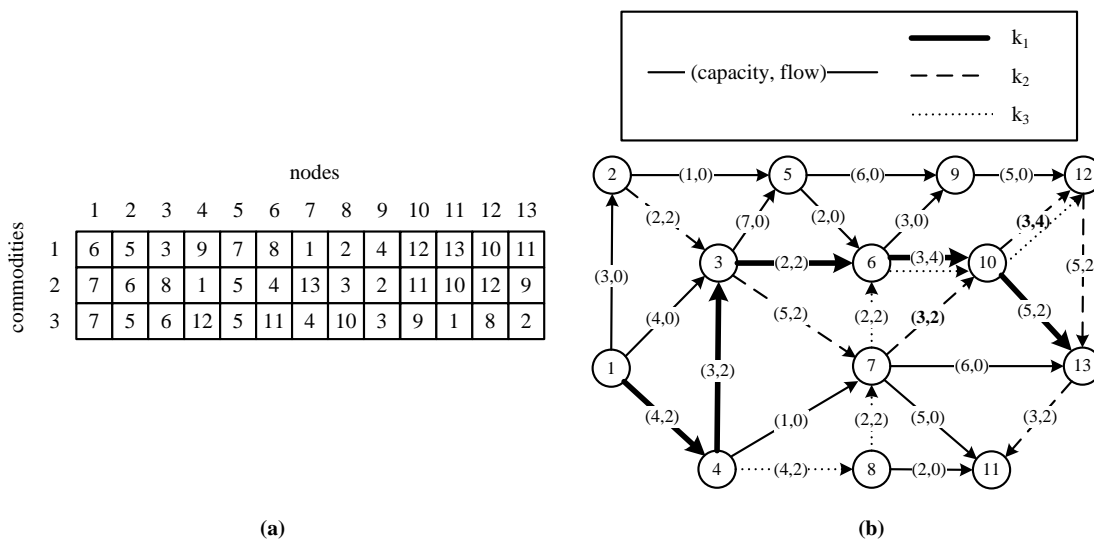 nodes
1 2 3 4 5 6 7 8 9 10 11 12 13
commodities
1 6 5 3 9 7 8 1 2 4 12 13 10 11
2 7 6 8 1 5 4 13 3 2 11 10 12 9
3 7 5 6 12 5 11 4 10 3 9 1 8 2
(a)
(capacity, flow)
k1
k2
k3
2 (1,0) 5 (6,0) 9 (5,0) 12
(2,2) (7,0) (2,0) (3,0) (3,4)
(3,0) 3 (2,2) 6 (3,4) 10 (5,2)
(4,0) (5,2) (2,2) (3,2) (5,2)
1 (3,2) 7 (6,0) 13
(4,2) (1,0) (2,2) (5,0) (3,2)
4 (4,2) 8 (2,0) 11
(b)